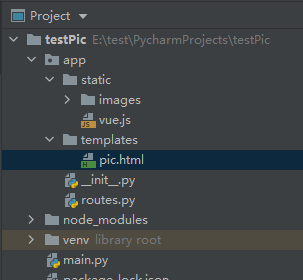 Project
testPic E:\test\PycharmProjects\testPic
app
static
images
vue.js
templates
pic.html
__init__.py
routes.py
node_modules
venv library root
main.py
package-lock.json